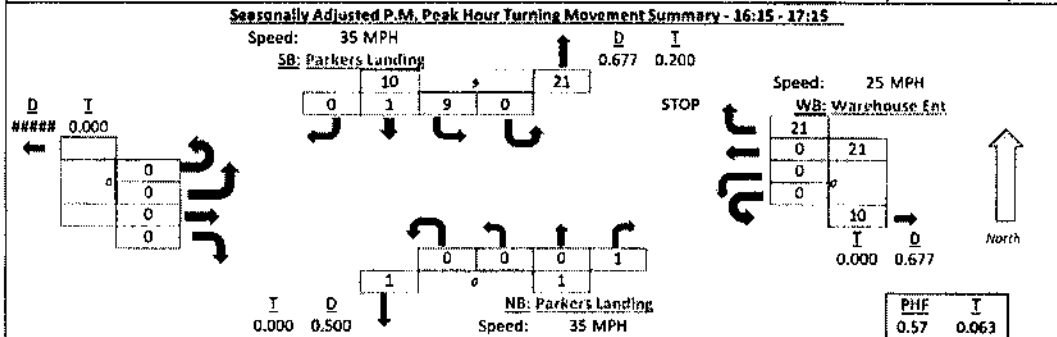 Seasonally Adjusted P.M. Peak Hour Turning Movement Summary - 16:15 - 17:15
Speed: 35 MPH
SB: Parkers Landing
D T
0.677 0.200
10 21
0 1 9 0
STOP
Speed: 25 MPH
WB: Warehouse Ent
D T
##### 0.000
0
0
0
0
21
0 21
0
0
10
T D
0.000 0.677
North
0 0 0 1
1 1
T D
0.000 0.500
NB: Parkers Landing
Speed: 35 MPH
PHF T
0.57 0.063